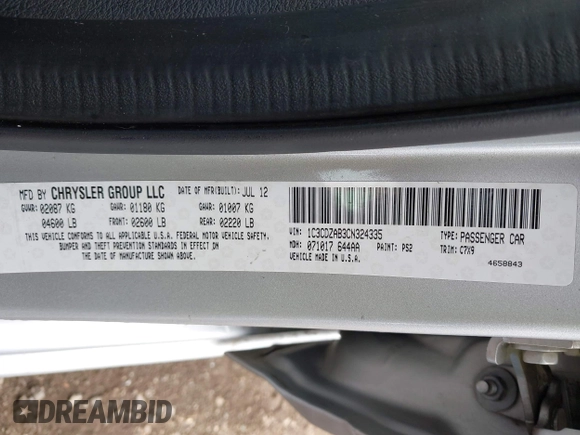 MFD BY CHRYSLER GROUP LLC DATE OF MFR(BUILT): JUL 12
GVWR: 02087 KG GAWR: 01180 KG GAWR: 01007 KG
04600 LB FRONT: 02600 LB REAR: 02220 LB
THIS VEHICLE CONFORMS TO ALL APPLICABLE U.S.A. FEDERAL MOTOR VEHICLE SAFETY,
BUMPER AND THEFT PREVENTION STANDARDS IN EFFECT ON
THE DATE OF MANUFACTURE SHOWN ABOVE.
VIN: 1C3CDZAB3CN324335 TYPE: PASSENGER CAR
MDH: 071017 644AA PAINT: PS2 TRIM: C7X9
VEHICLE MADE IN U.S.A. 4658843
DREAMBID